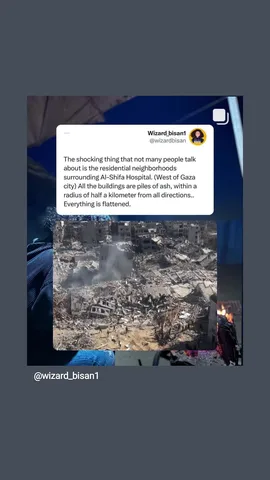 Wizard_bisan1
@wizardbisan
The shocking thing that not many people talk
about is the residential neighborhoods
surrounding Al-Shifa Hospital. (West of Gaza
city) All the buildings are piles of ash, within a
radius of half a kilometer from all directions..
Everything is flattened.
@wizard_bisan1